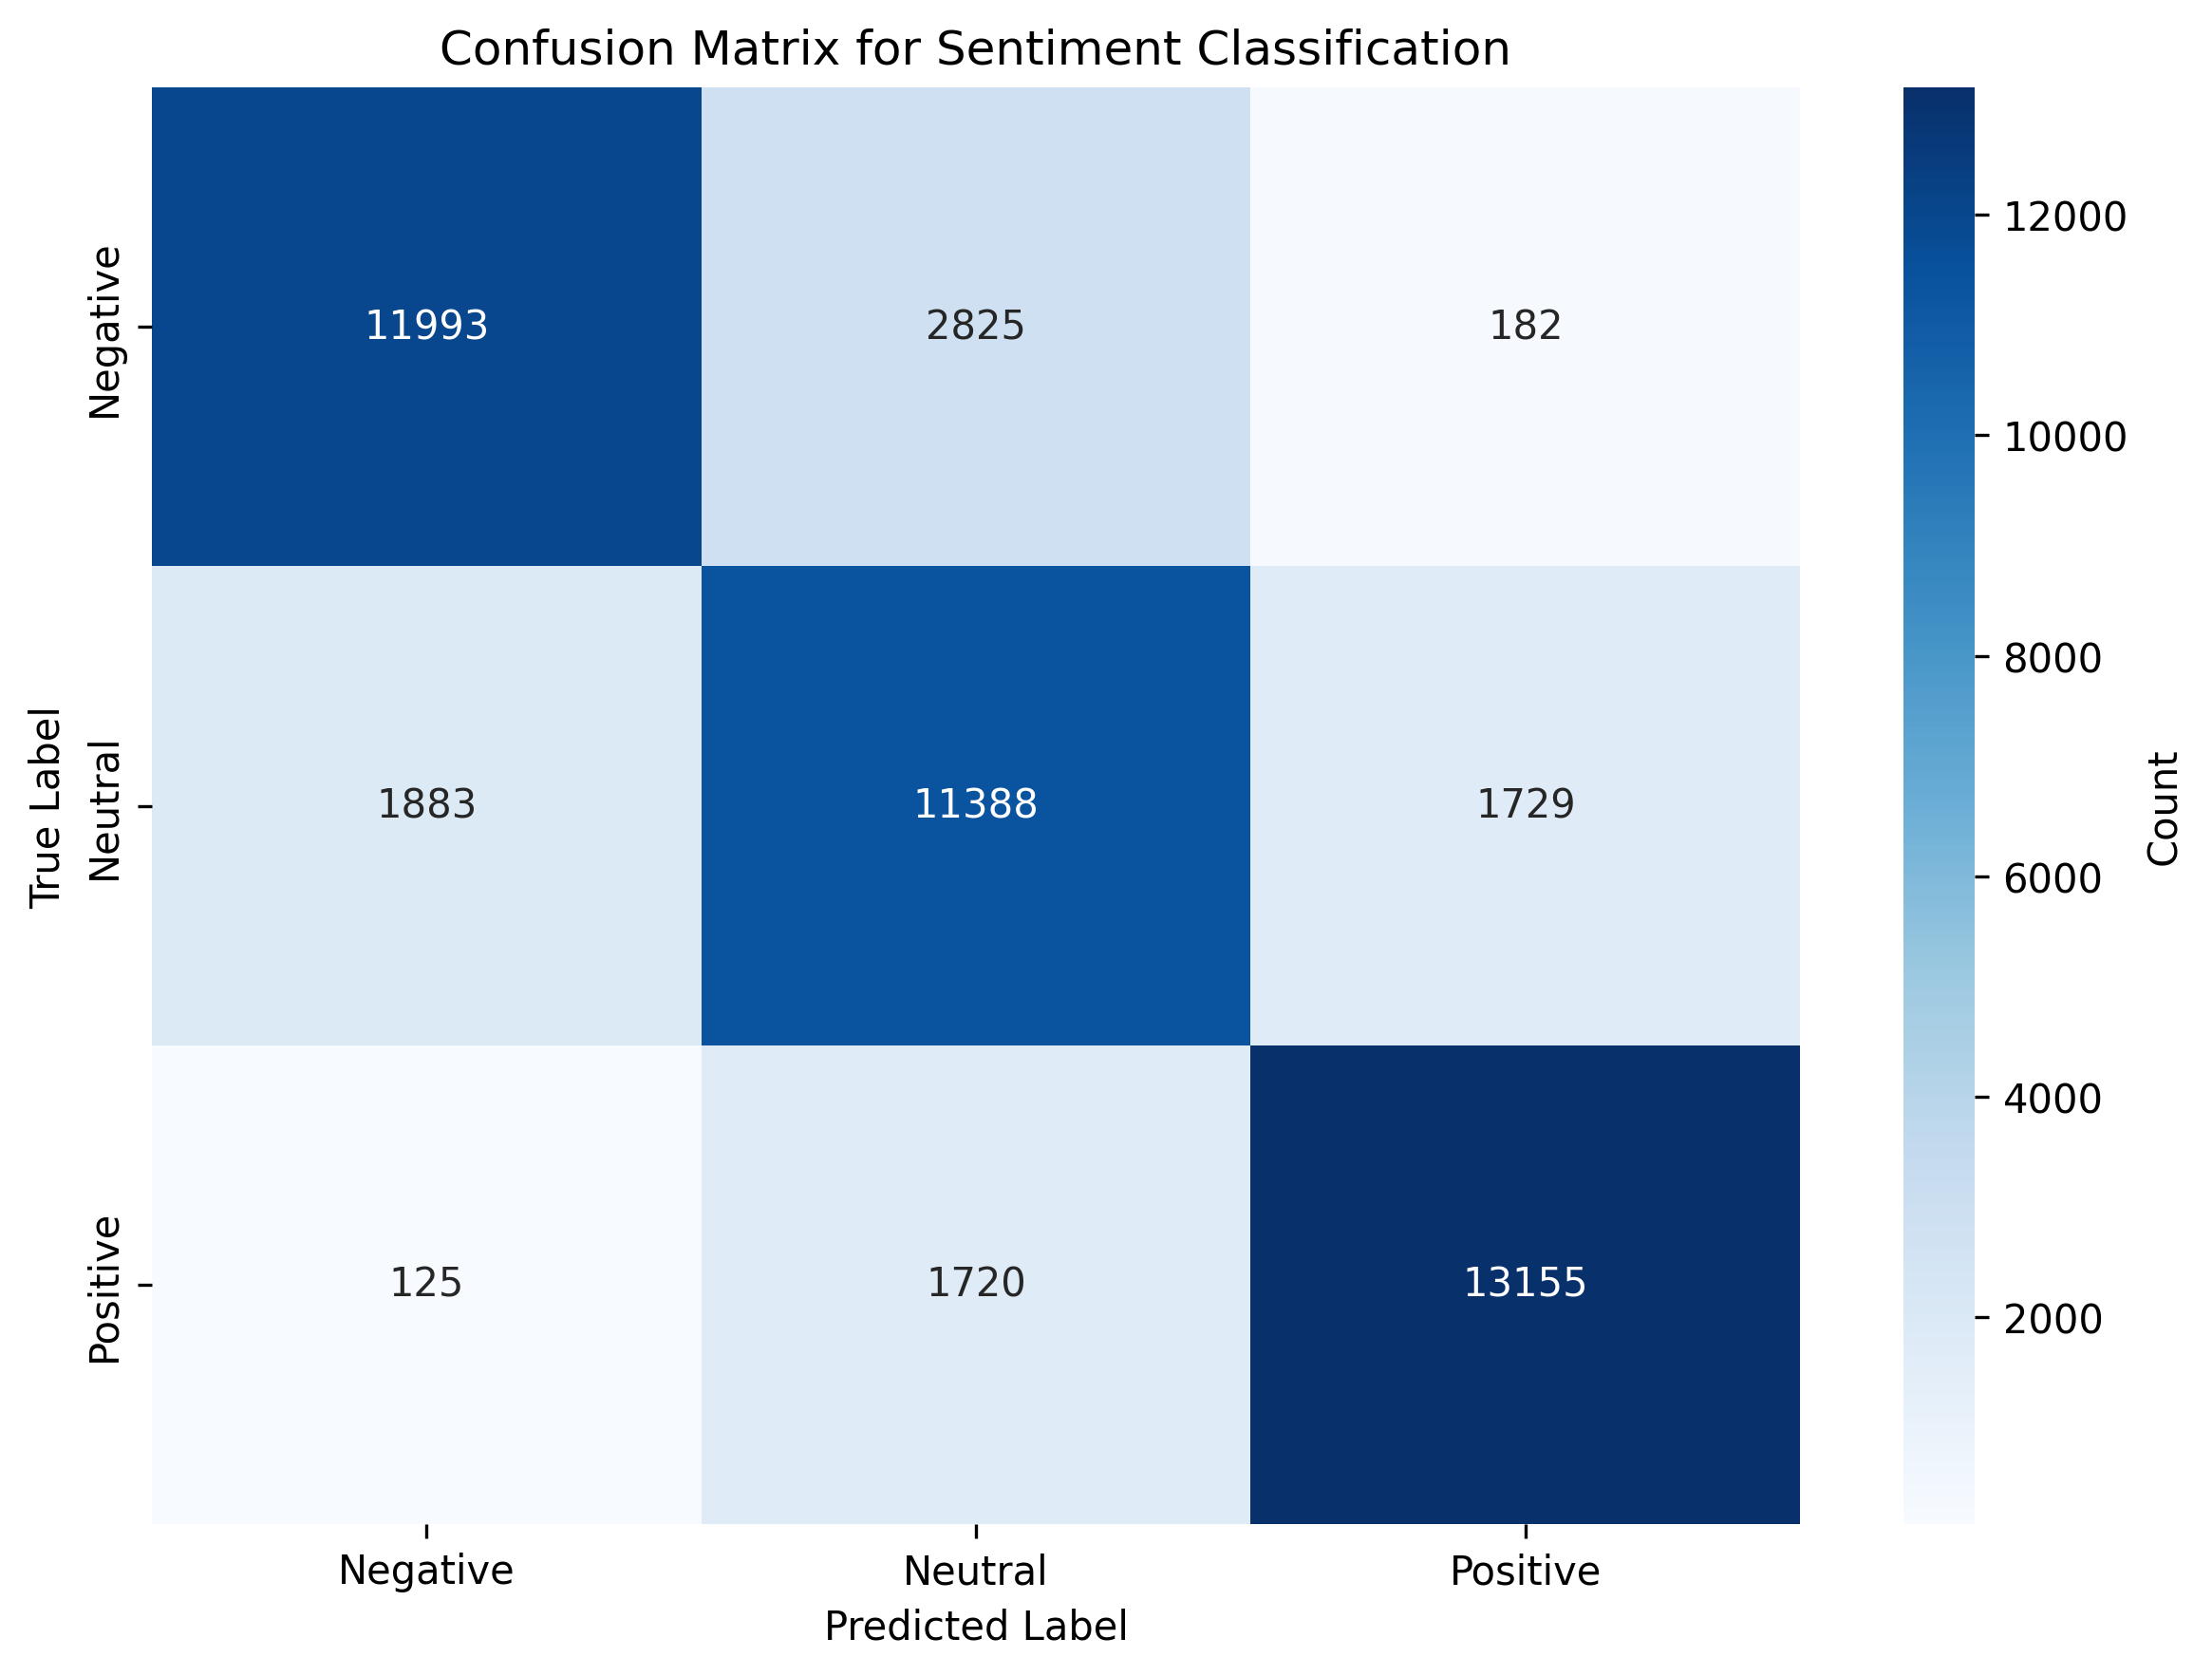 Confusion Matrix for Sentiment Classification
True Label
Negative
11993 2825 182
Neutral
1883 11388 1729
Positive
125 1720 13155
Negative Neutral Positive
Predicted Label
12000
10000
8000
6000
4000
2000
Count